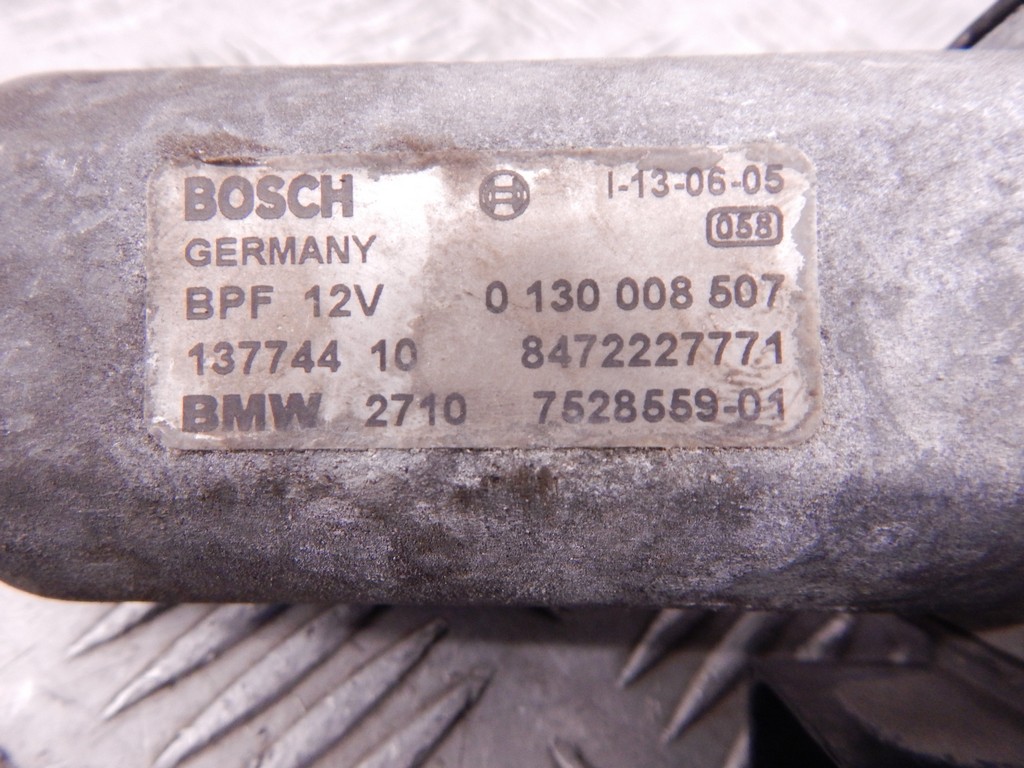 BOSCH I-13-06-05
GERMANY 058
BPF 12V 0 130 008 507
137744 10 8472227771
BMW 2710 7528559-01